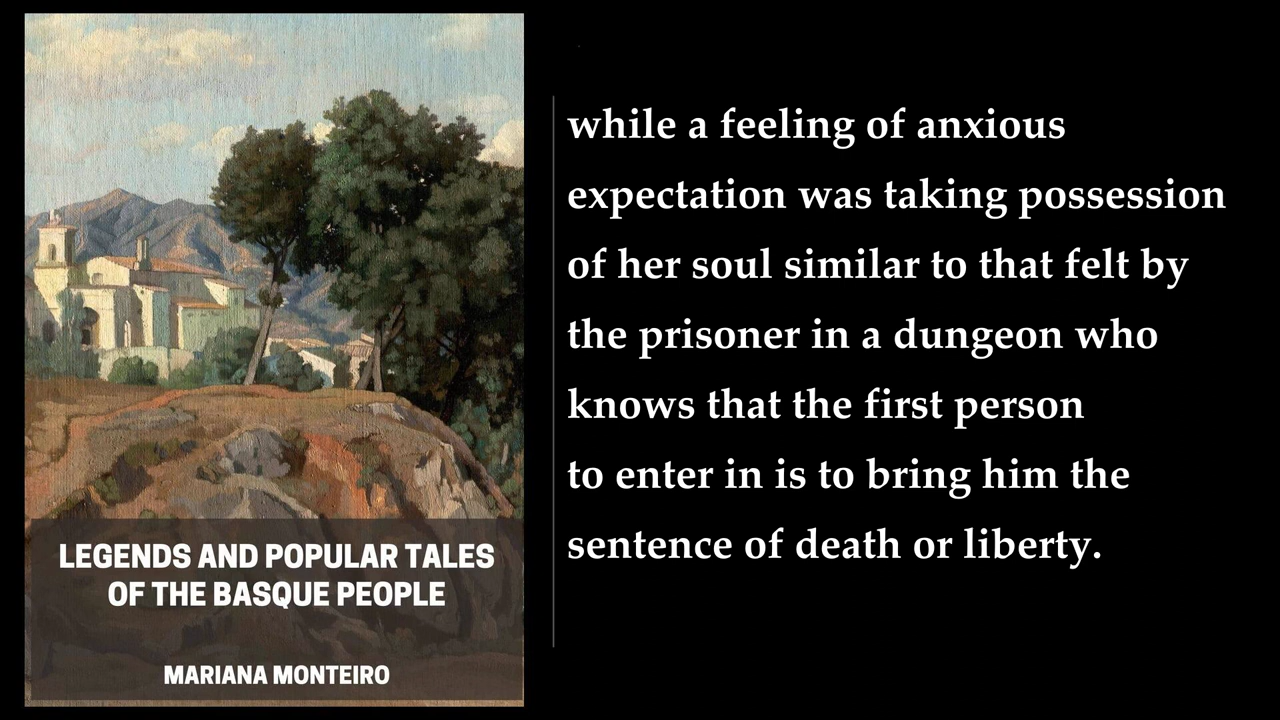 LEGENDS AND POPULAR TALES
OF THE BASQUE PEOPLE
MARIANA MONTEIRO
while a feeling of anxious
expectation was taking possession
of her soul similar to that felt by
the prisoner in a dungeon who
knows that the first person
to enter in is to bring him the
sentence of death or liberty.